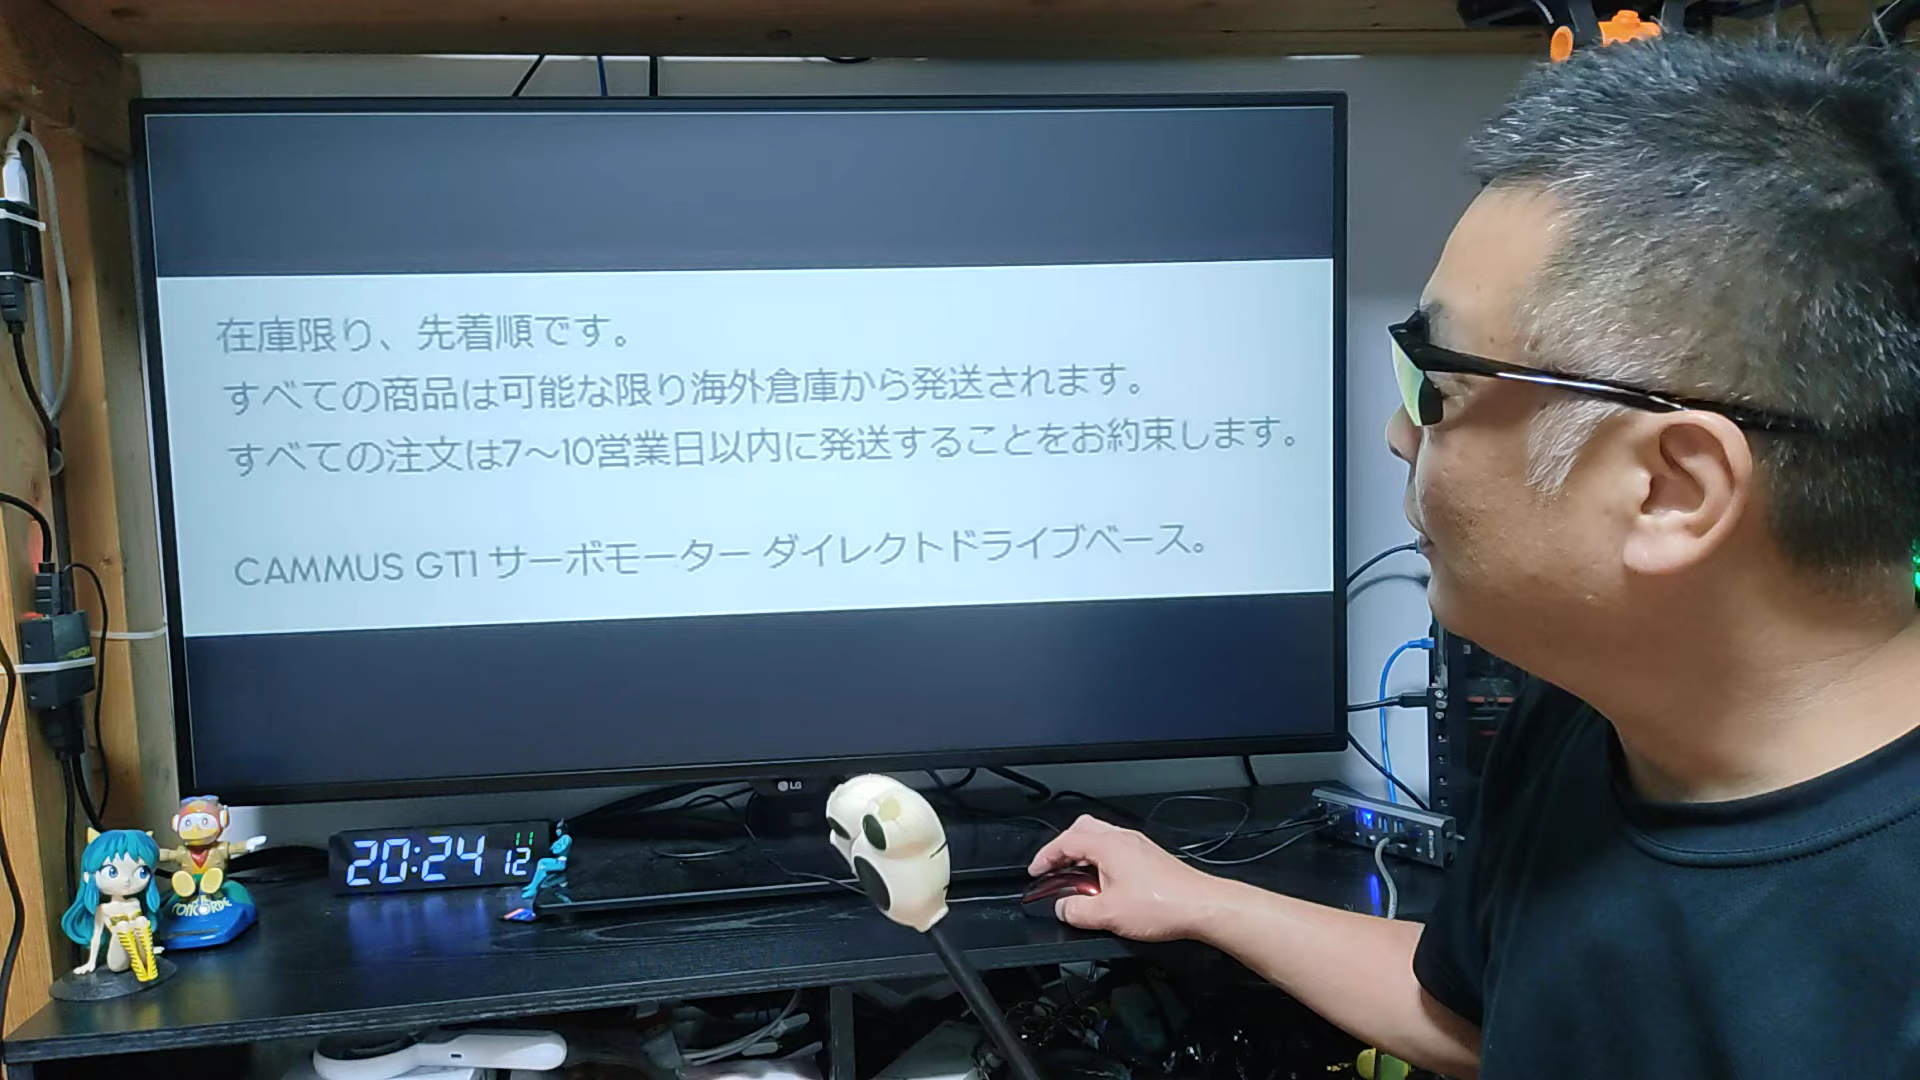 在庫限り、先着順です。
すべての商品は可能な限り海外倉庫から発送されます。
すべての注文は7〜10営業日以内に発送することをお約束します。
CAMMUS GT1 サーボモーター ダイレクトドライブベース。
LG
20:24 12 11
CONCORDE